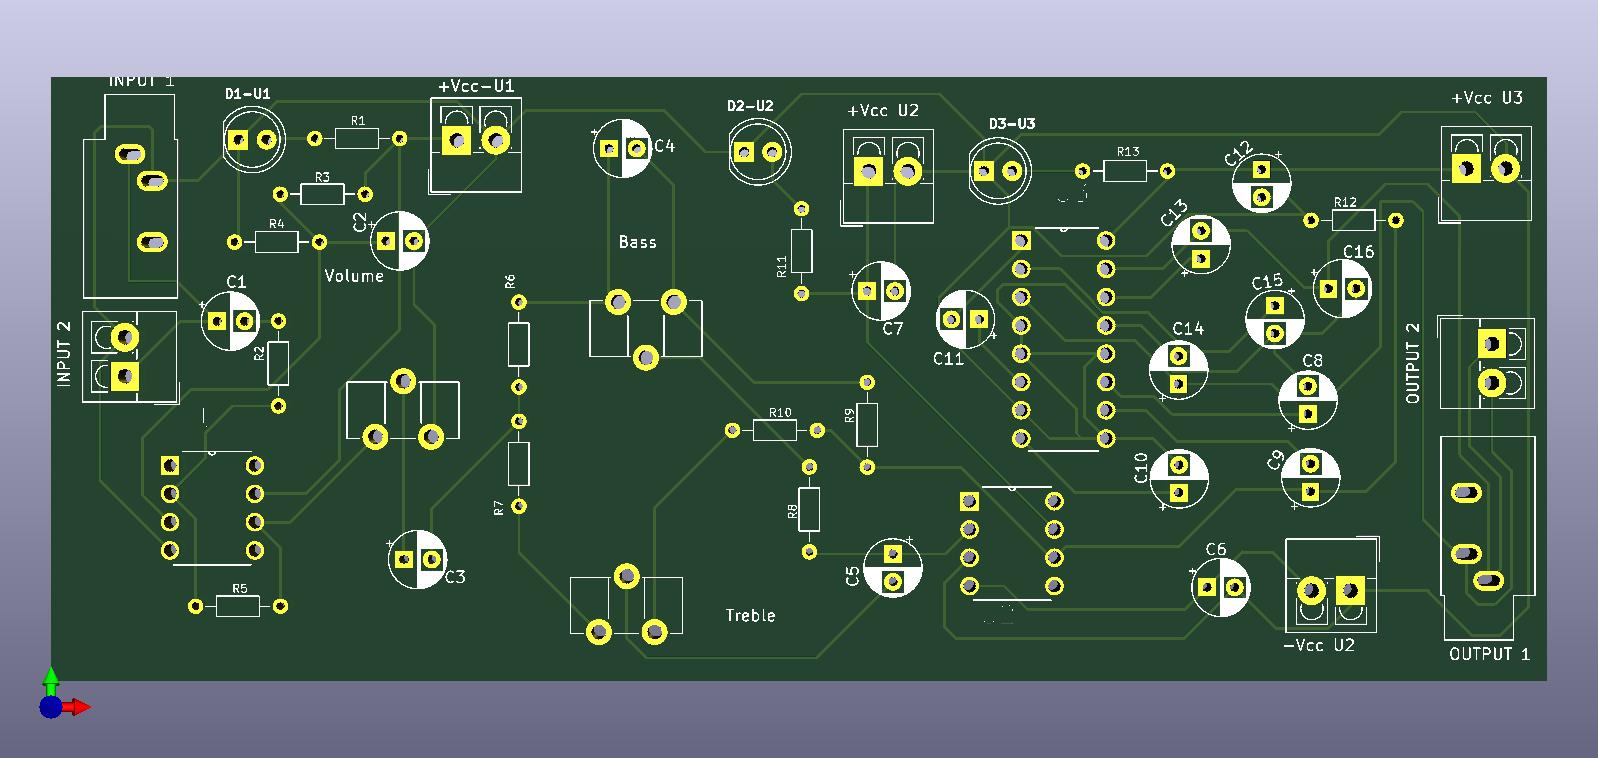 INPUT 1
D1-U1
+Vcc-U1
D2-U2
+Vcc U2
D3-U3
+Vcc U3
R1
C4
R13
C12
R3
R4
C2
Bass
R11
C13
R12
Volume
C1
R6
C7
C15
C16
INPUT 2
R2
C11
C14
C8
OUTPUT 2
R10
R9
R7
R8
C10
C9
C3
C5
C6
R5
Treble
-Vcc U2
OUTPUT 1